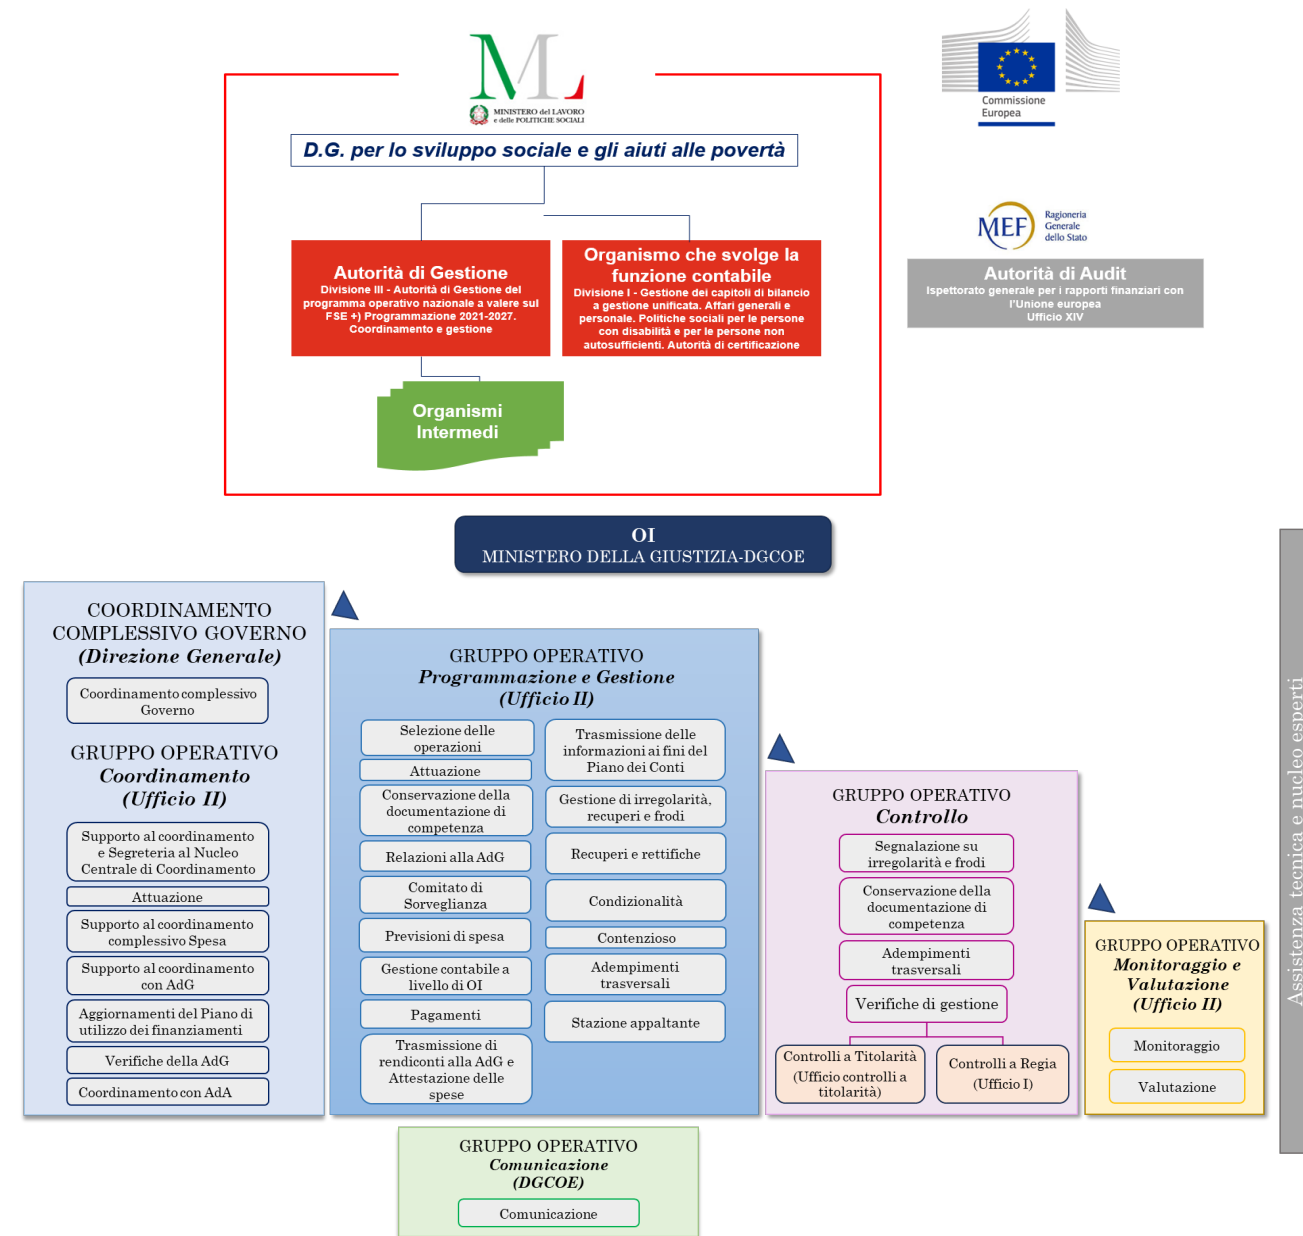 ML
MINISTERO del LAVORO
e delle POLITICHE SOCIALI
Commissione
Europea
D.G. per lo sviluppo sociale e gli aiuti alle povertà
MEF
Ragioneria
Generale
dello Stato
Autorità di Gestione
Divisione III - Autorità di Gestione del
programma operativo nazionale a valere sul
FSE +) Programmazione 2021-2027.
Coordinamento e gestione
Organismo che svolge la
funzione contabile
Divisione I - Gestione dei capitoli di bilancio
a gestione unificata. Affari generali e
personale. Politiche sociali per le persone
con disabilità e per le persone non
autosufficienti. Autorità di certificazione
Autorità di Audit
Ispettorato generale per i rapporti finanziari con
l'Unione europea
Ufficio XIV
Organismi
Intermedi
OI
MINISTERO DELLA GIUSTIZIA-DGCOE
COORDINAMENTO
COMPLESSIVO GOVERNO
(Direzione Generale)
Coordinamento complessivo
Governo
GRUPPO OPERATIVO
Coordinamento
(Ufficio II)
Supporto al coordinamento
e Segreteria al Nucleo
Centrale di Coordinamento
Attuazione
Supporto al coordinamento
complessivo Spesa
Supporto al coordinamento
con AdG
Aggiornamenti del Piano di
utilizzo dei finanziamenti
Verifiche della AdG
Coordinamento con AdA
GRUPPO OPERATIVO
Programmazione e Gestione
(Ufficio II)
Selezione delle
operazioni
Attuazione
Conservazione della
documentazione di
competenza
Relazioni alla AdG
Comitato di
Sorveglianza
Previsioni di spesa
Gestione contabile a
livello di OI
Pagamenti
Trasmissione di
rendiconti alla AdG e
Attestazione delle
spese
Trasmissione delle
informazioni ai fini del
Piano dei Conti
Gestione di irregolarità,
recuperi e frodi
Recuperi e rettifiche
Condizionalità
Contenzioso
Adempimenti
trasversali
Stazione appaltante
GRUPPO OPERATIVO
Controllo
Segnalazione su
irregolarità e frodi
Conservazione della
documentazione di
competenza
Adempimenti
trasversali
Verifiche di gestione
Controlli a Titolarità
(Ufficio controlli a
titolarità)
Controlli a Regia
(Ufficio I)
GRUPPO OPERATIVO
Monitoraggio e
Valutazione
(Ufficio II)
Monitoraggio
Valutazione
Assistenza tecnica e nucleo esperti
GRUPPO OPERATIVO
Comunicazione
(DGCOE)
Comunicazione